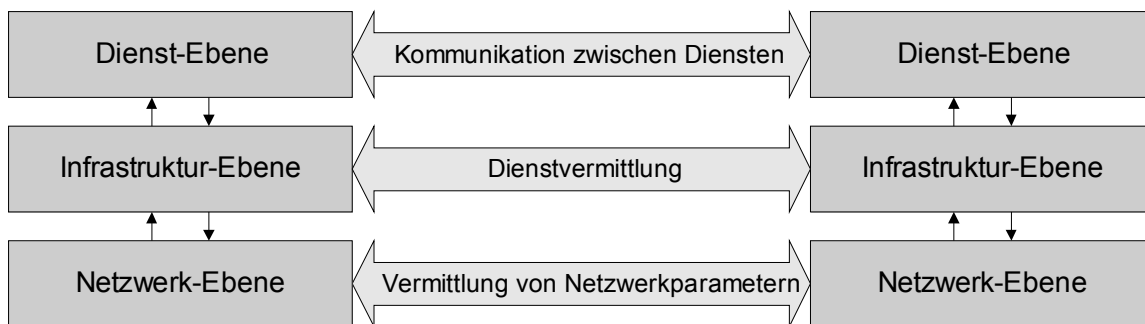 Dienst-Ebene
Kommunikation zwischen Diensten
Dienst-Ebene
Infrastruktur-Ebene
Dienstvermittlung
Infrastruktur-Ebene
Netzwerk-Ebene
Vermittlung von Netzwerkparametern
Netzwerk-Ebene